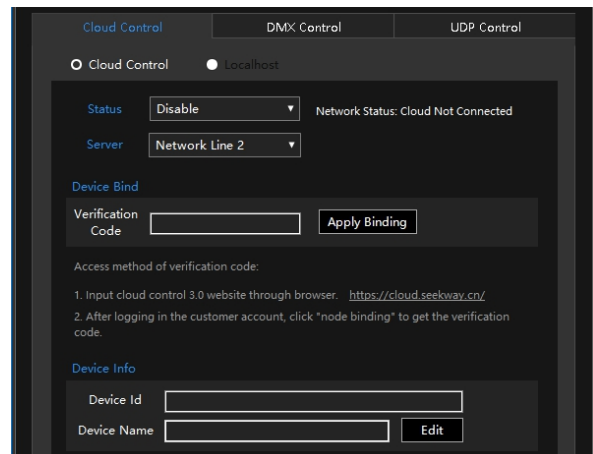 Cloud Control DMX Control UDP Control
Cloud Control Localhost
Status Disable Network Status: Cloud Not Connected
Server Network Line 2
Device Bind
Verification
Code Apply Binding
Access method of verification code:
1. Input cloud control 3.0 website through browser. https://cloud.seekway.cn/
2. After logging in the customer account, click "node binding" to get the verification
code.
Device Info
Device Id
Device Name Edit